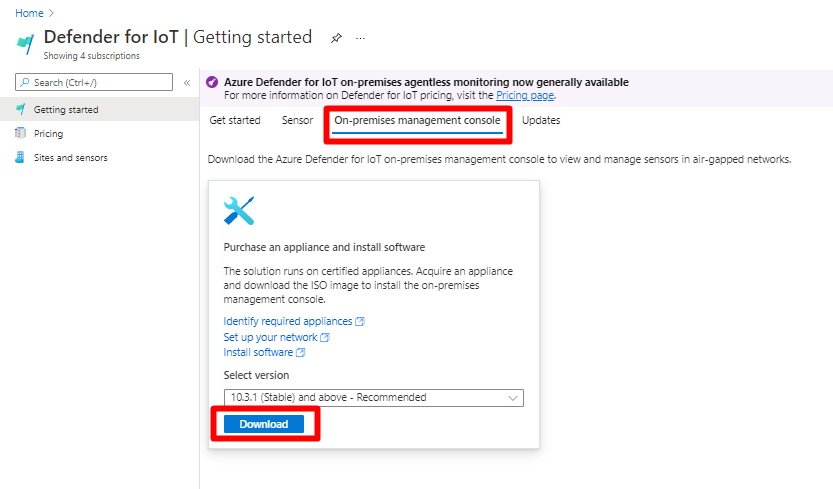 Home
Defender for IoT | Getting started
Showing 4 subscriptions
Search (Ctrl+/)
Getting started
Pricing
Sites and sensors
Azure Defender for IoT on-premises agentless monitoring now generally available
For more information on Defender for IoT pricing, visit the Pricing page.
Get started Sensor On-premises management console Updates
Download the Azure Defender for IoT on-premises management console to view and manage sensors in air-gapped networks.
Purchase an appliance and install software
The solution runs on certified appliances. Acquire an appliance
and download the ISO image to install the on-premises
management console.
Identify required appliances
Set up your network
Install software
Select version
10.3.1 (Stable) and above - Recommended
Download